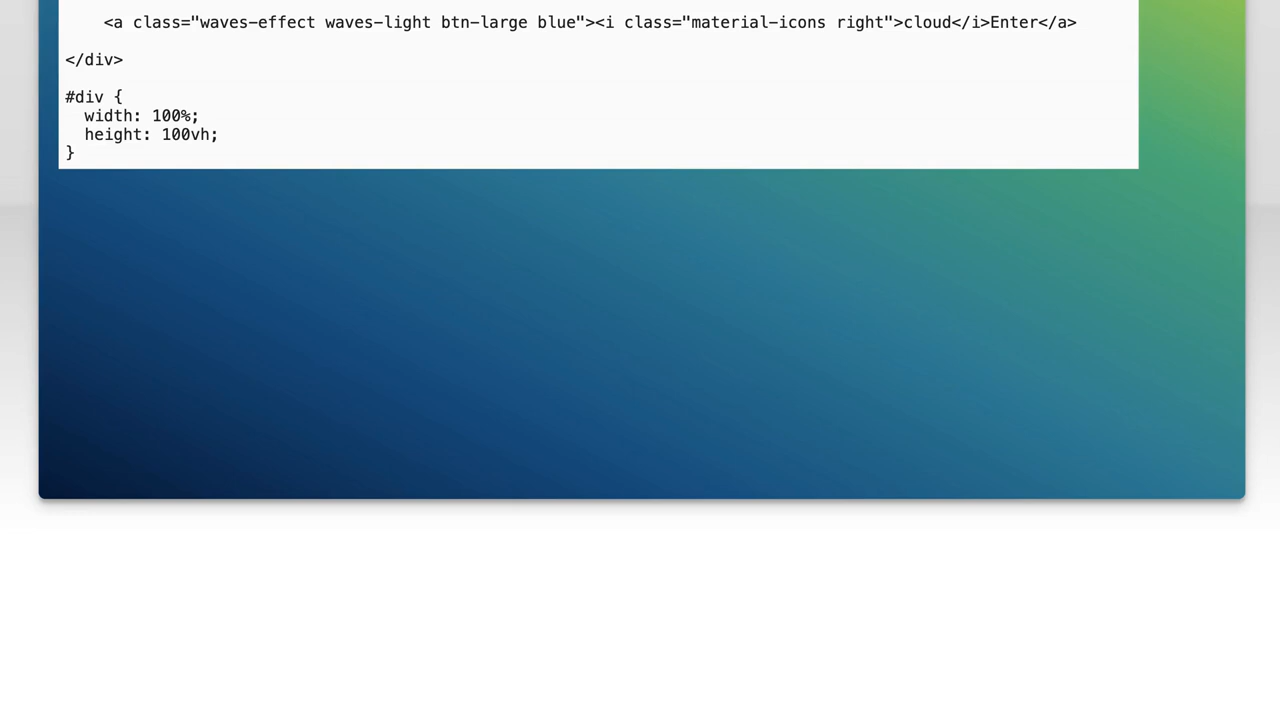 <a class="waves-effect waves-light btn-large blue"><i class="material-icons right">cloud</i>Enter</a>
</div>
#div {
width: 100%;
height: 100vh;
}